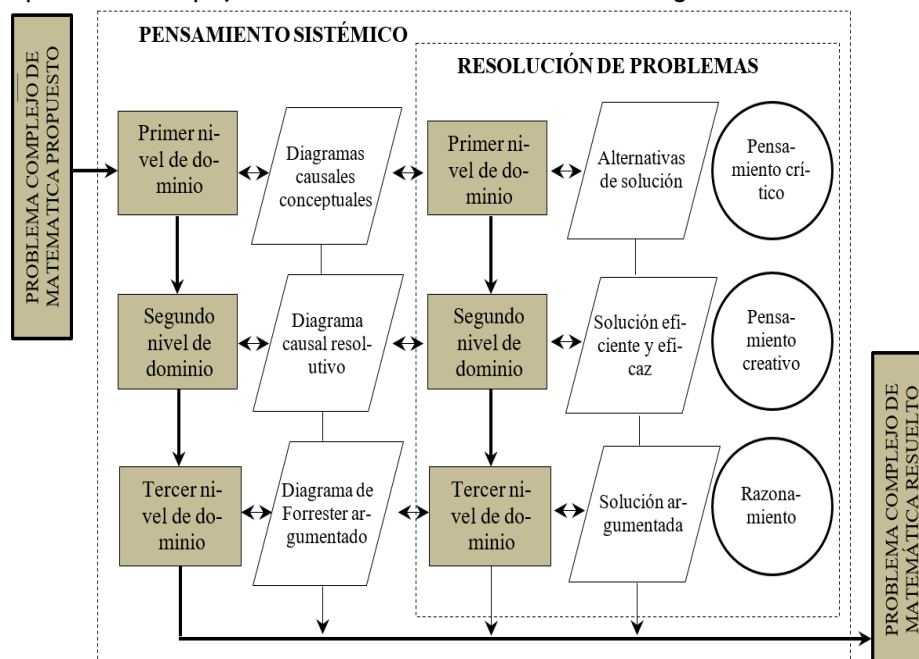 PROBLEMA COMPLEJO DE
MATEMATICA PROPUESTO
PENSAMIENTO SISTÉMICO
RESOLUCIÓN DE PROBLEMAS
Primer ni-
vel de do-
minio
Diagramas
causales
conceptuales
Primer ni-
vel de do-
minio
Alternativas
de solución
Pensa-
miento crí-
tico
Segundo
nivel de
dominio
Diagrama
causal resol-
utivo
Segundo
nivel de
dominio
Solución efi-
ciente y efi-
caz
Pensa-
miento
creativo
Tercer ni-
vel de do-
minio
Diagrama de
Forrester ar-
gumentado
Tercer ni-
vel de do-
minio
Solución ar-
gumentada
Razona-
miento
PROBLEMA COMPLEJO DE
MATEMÁTICA RESUELTO